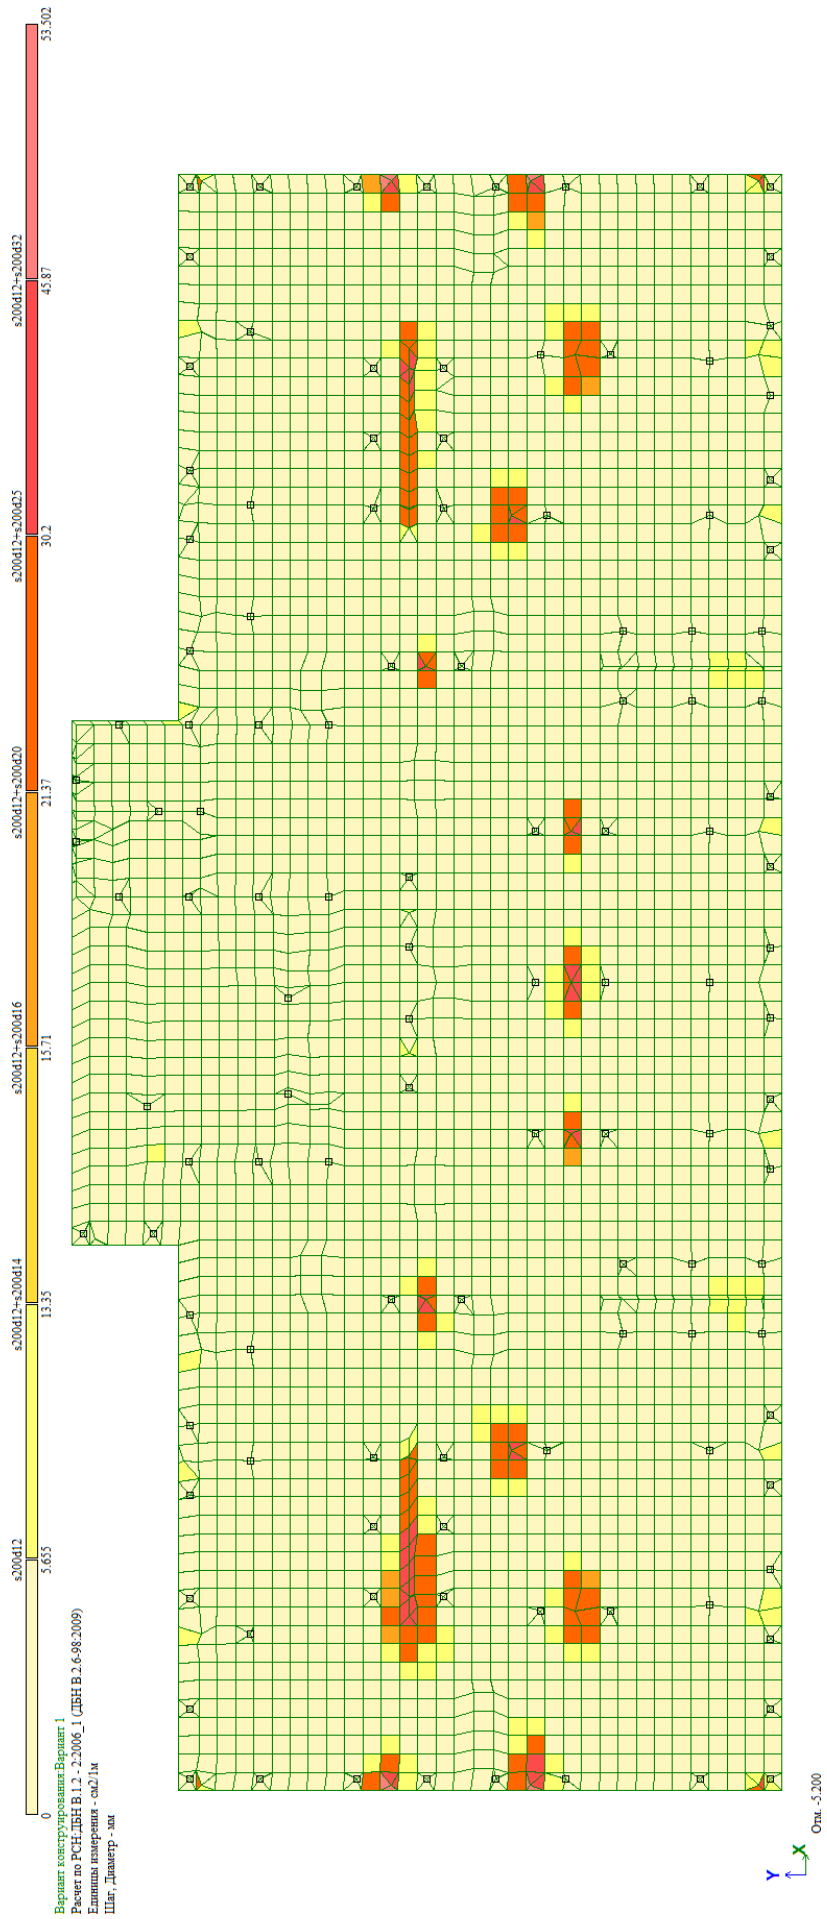 s200d12
s200d12+s200d14
s200d12+s200d16
s200d12+s200d20
s200d12+s200d25
s200d12+s200d32
0
5.655
13.35
15.71
21.37
30.2
45.87
53.502
Вариант конструирования:Вариант 1
Расчет по РСН:ДБН В.1.2 - 2:2006_1 (ДБН В.2.6-98:2009)
Единицы измерения - см2/1м
Шаг, Диаметр - мм
Y
X
Отм. -5.200